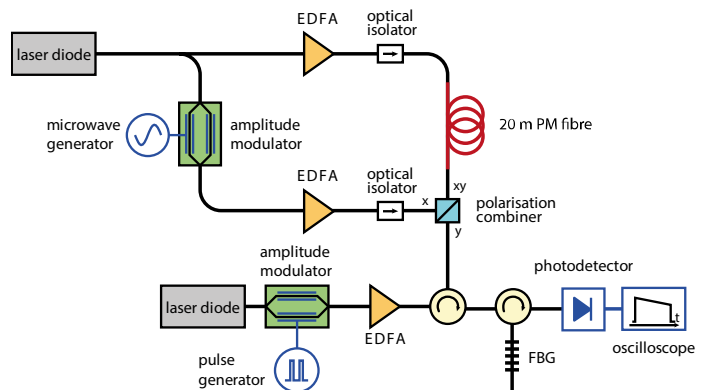 EDFA
optical
isolator
laser diode
microwave
generator
amplitude
modulator
20 m PM fibre
EDFA
optical
isolator
x
xy
y
polarisation
combiner
amplitude
modulator
photodetector
laser diode
EDFA
t
oscilloscope
FBG
pulse
generator